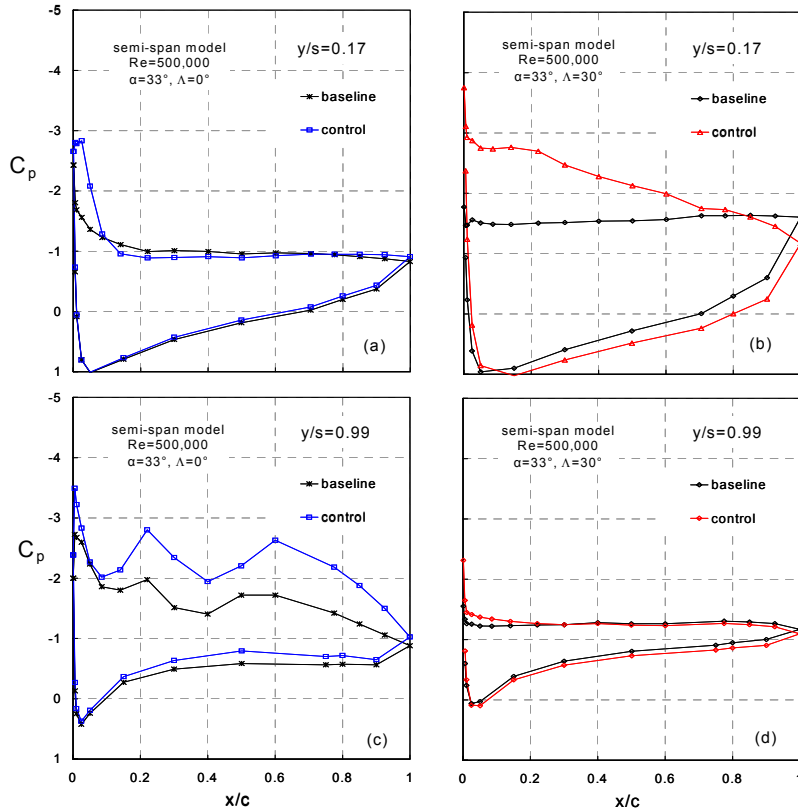 -5
-4
-3
-2
-1
0
1
C_p
semi-span model
Re=500,000
α=33°, Λ=0°
y/s=0.17
baseline
control
(a)
semi-span model
Re=500,000
α=33°, Λ=30°
y/s=0.17
baseline
control
(b)
-5
-4
-3
-2
-1
0
1
C_p
semi-span model
Re=500,000
α=33°, Λ=0°
y/s=0.99
baseline
control
(c)
0 0.2 0.4 0.6 0.8 1
x/c
semi-span model
Re=500,000
α=33°, Λ=30°
y/s=0.99
baseline
control
(d)
0 0.2 0.4 0.6 0.8 1
x/c